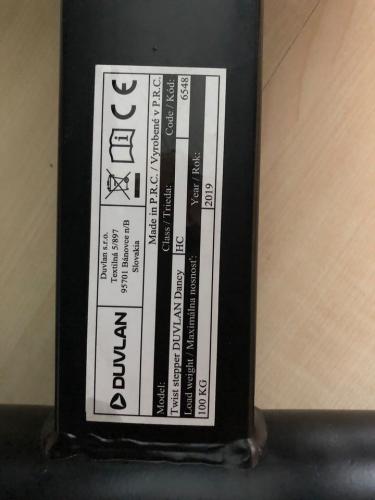 DUVLAN
Duvlan s.r.o.
Textilná 5/897
95701 Bánovce n/B
Slovakia
CE
Made in P.R.C. / Vyrobené v P.R.C.
Model:
Class / Trieda:
Code / Kód:
Twist stepper DUVLAN Dancy
HC
6548
Load weight / Maximálna nosnosť:
Year / Rok:
100 KG
2019